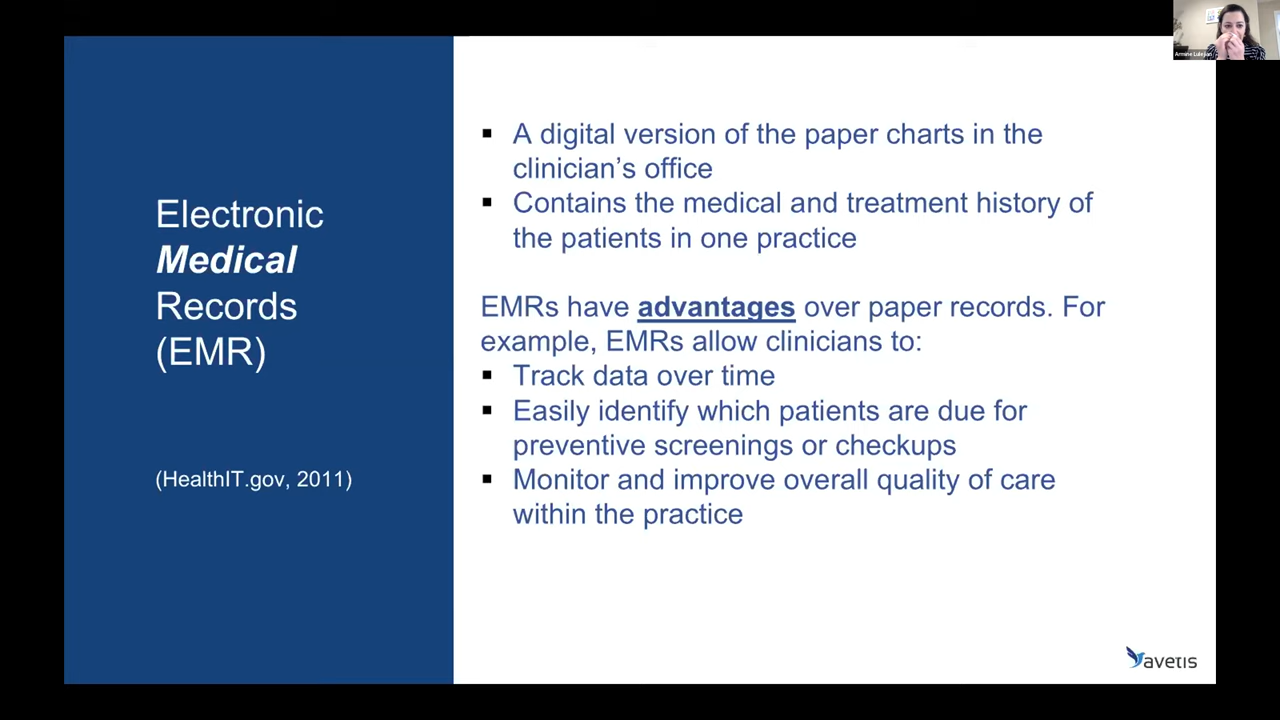 Electronic
Medical
Records
(EMR)
(HealthIT.gov, 2011)
▪ A digital version of the paper charts in the
clinician’s office
▪ Contains the medical and treatment history of
the patients in one practice
EMRs have advantages over paper records. For
example, EMRs allow clinicians to:
▪ Track data over time
▪ Easily identify which patients are due for
preventive screenings or checkups
▪ Monitor and improve overall quality of care
within the practice
avetis